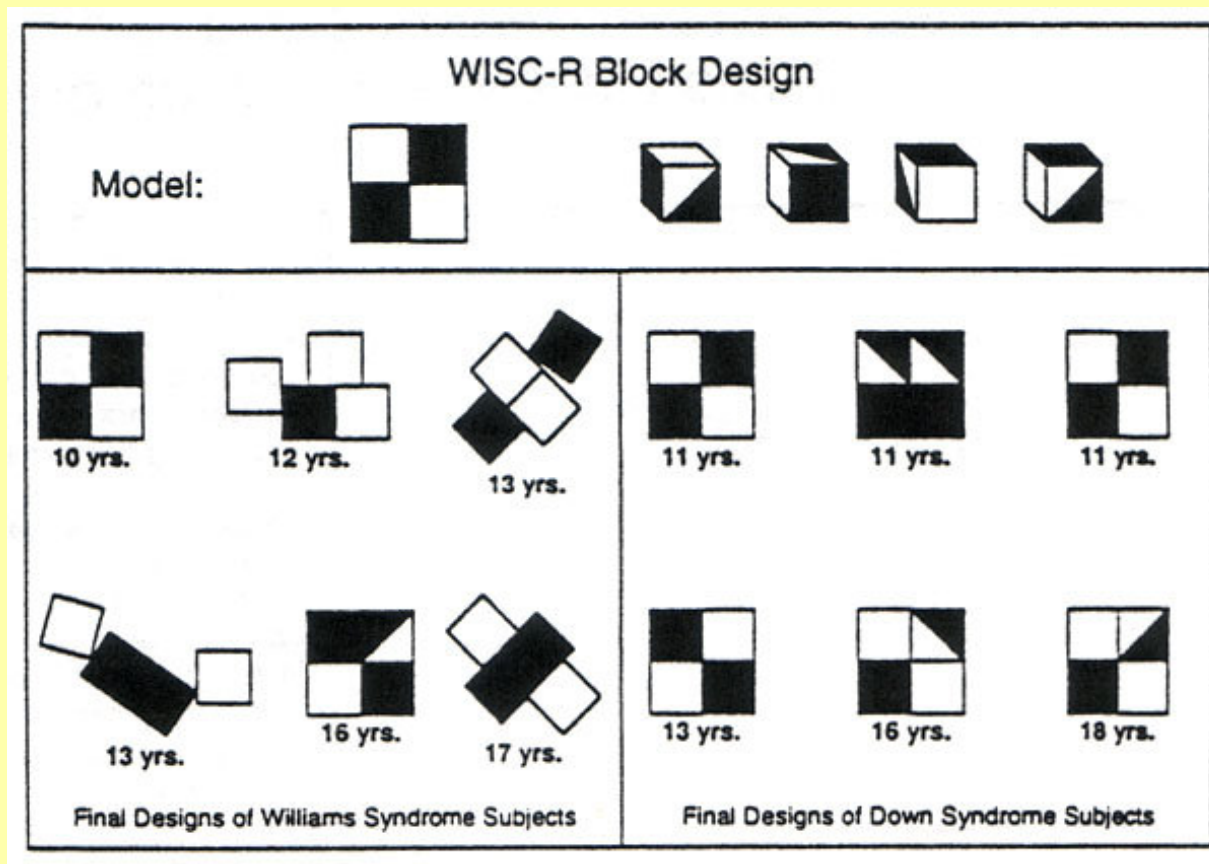 WISC-R Block Design
Model:
10 yrs.
12 yrs.
13 yrs.
11 yrs.
11 yrs.
11 yrs.
13 yrs.
16 yrs.
17 yrs.
13 yrs.
16 yrs.
18 yrs.
Final Designs of Williams Syndrome Subjects
Final Designs of Down Syndrome Subjects